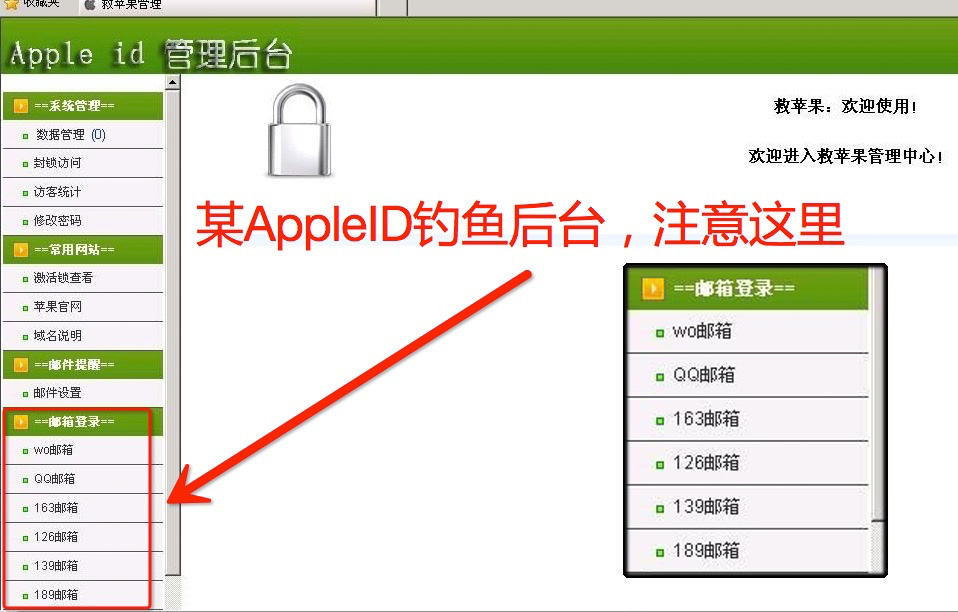 收藏夹 救苹果管理
Apple id 管理后台
==系统管理==
数据管理 (0)
封锁访问
访客统计
修改密码
==常用网站==
激活锁查看
苹果官网
域名说明
==邮件提醒==
邮件设置
==邮箱登录==
wo邮箱
QQ邮箱
163邮箱
126邮箱
139邮箱
189邮箱
救苹果：欢迎使用!
欢迎进入救苹果管理中心!
某AppleID钓鱼后台，注意这里
==邮箱登录==
wo邮箱
QQ邮箱
163邮箱
126邮箱
139邮箱
189邮箱